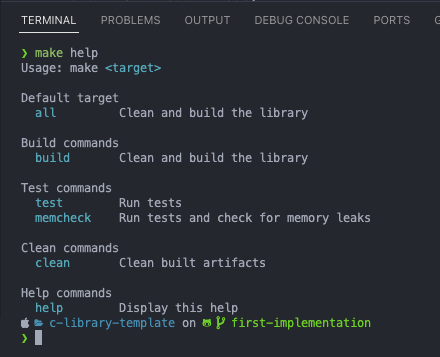 TERMINAL PROBLEMS OUTPUT DEBUG CONSOLE PORTS
❯ make help
Usage: make <target>
Default target
all Clean and build the library
Build commands
build Clean and build the library
Test commands
test Run tests
memcheck Run tests and check for memory leaks
Clean commands
clean Clean built artifacts
Help commands
help Display this help
c-library-template on first-implementation
❯